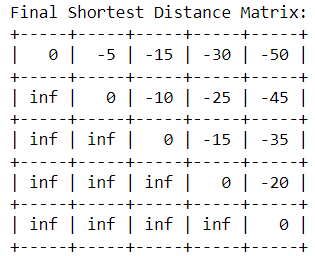 Final Shortest Distance Matrix:
+-----+-----+-----+-----+-----+
|   0 |  -5 | -15 | -30 | -50 |
+-----+-----+-----+-----+-----+
| inf |   0 | -10 | -25 | -45 |
+-----+-----+-----+-----+-----+
| inf | inf |   0 | -15 | -35 |
+-----+-----+-----+-----+-----+
| inf | inf | inf |   0 | -20 |
+-----+-----+-----+-----+-----+
| inf | inf | inf | inf |   0 |
+-----+-----+-----+-----+-----+